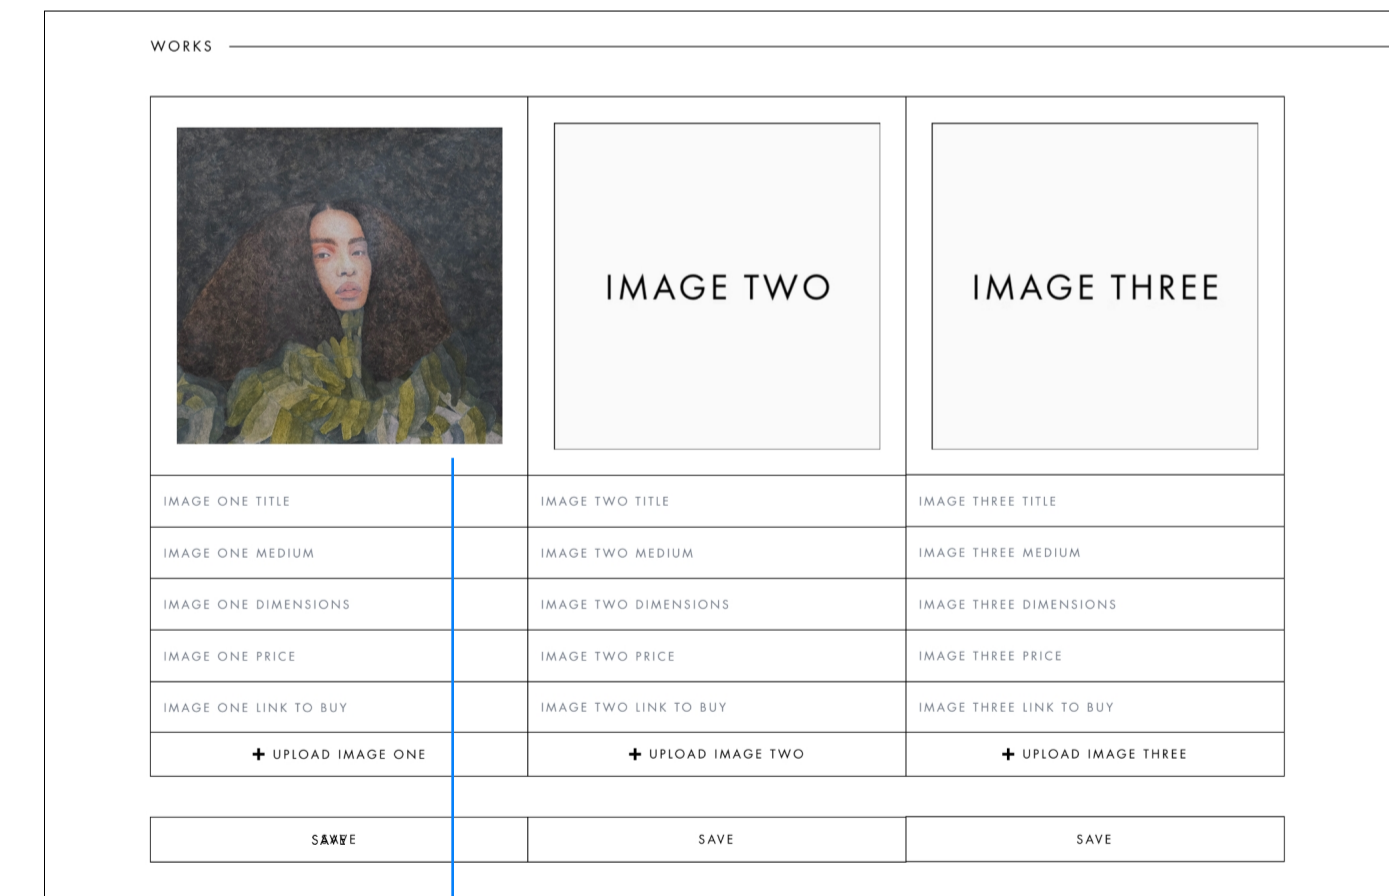 WORKS
IMAGE TWO
IMAGE THREE
IMAGE ONE TITLE
IMAGE TWO TITLE
IMAGE THREE TITLE
IMAGE ONE MEDIUM
IMAGE TWO MEDIUM
IMAGE THREE MEDIUM
IMAGE ONE DIMENSIONS
IMAGE TWO DIMENSIONS
IMAGE THREE DIMENSIONS
IMAGE ONE PRICE
IMAGE TWO PRICE
IMAGE THREE PRICE
IMAGE ONE LINK TO BUY
IMAGE TWO LINK TO BUY
IMAGE THREE LINK TO BUY
+ UPLOAD IMAGE ONE
+ UPLOAD IMAGE TWO
+ UPLOAD IMAGE THREE
SAVE
SAVE
SAVE